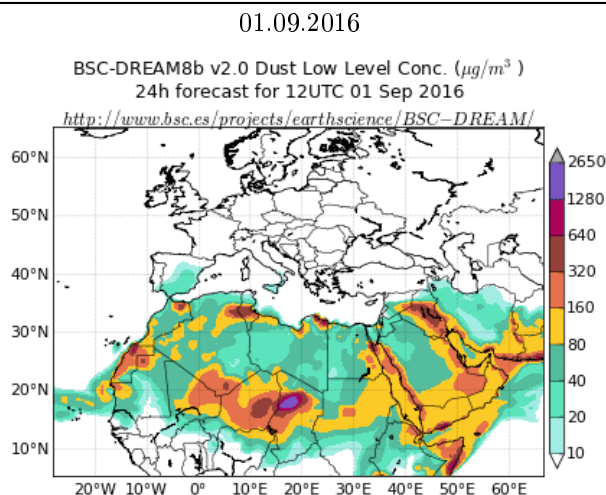 01.09.2016
BSC-DREAM8b v2.0 Dust Low Level Conc. (μg/m³ )
24h forecast for 12UTC 01 Sep 2016
http://www.bsc.es/projects/earthscience/BSC−DREAM/
60°N
50°N
40°N
30°N
20°N
10°N
20°W 10°W 0° 10°E 20°E 30°E 40°E 50°E 60°E
2650
1280
640
320
160
80
40
20
10